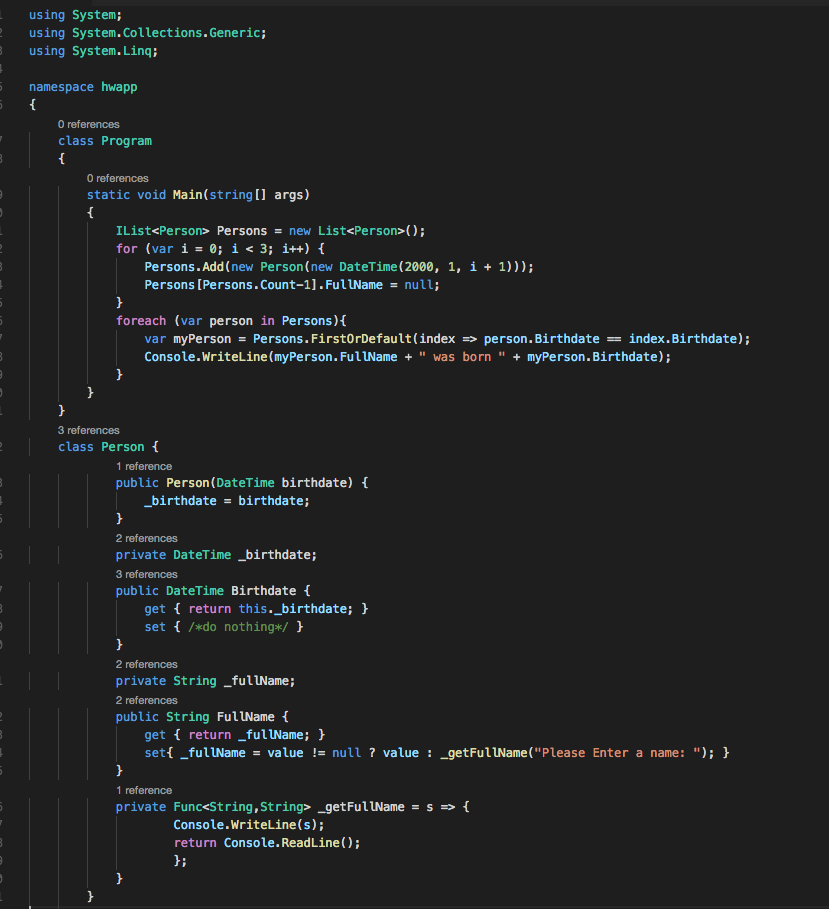 using System;
using System.Collections.Generic;
using System.Linq;
namespace hwapp
{
0 references
class Program
{
0 references
static void Main(string[] args)
{
IList<Person> Persons = new List<Person>();
for (var i = 0; i < 3; i++) {
Persons.Add(new Person(new DateTime(2000, 1, i + 1)));
Persons[Persons.Count-1].FullName = null;
}
foreach (var person in Persons){
var myPerson = Persons.FirstOrDefault(index => person.Birthdate == index.Birthdate);
Console.WriteLine(myPerson.FullName + " was born " + myPerson.Birthdate);
}
}
}
3 references
class Person {
1 reference
public Person(DateTime birthdate) {
_birthdate = birthdate;
}
2 references
private DateTime _birthdate;
3 references
public DateTime Birthdate {
get { return this._birthdate; }
set { /*do nothing*/ }
}
2 references
private String _fullName;
2 references
public String FullName {
get { return _fullName; }
set{ _fullName = value != null ? value : _getFullName("Please Enter a name: "); }
}
1 reference
private Func<String,String> _getFullName = s => {
Console.WriteLine(s);
return Console.ReadLine();
};
}
}